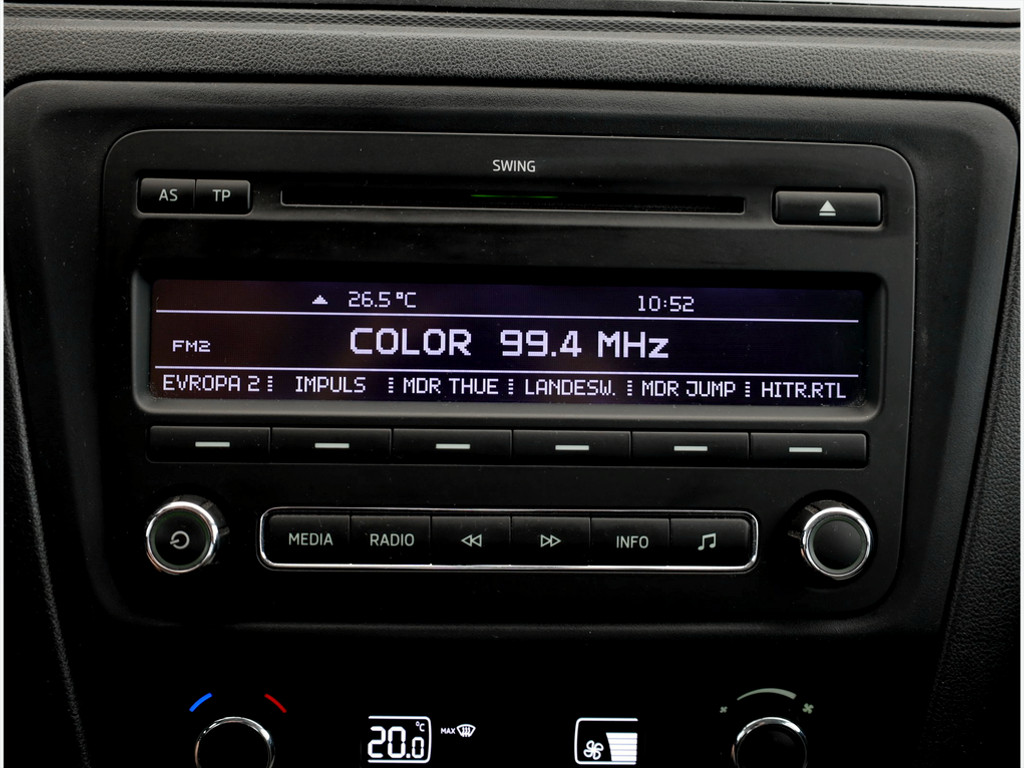 SWING
AS TP
26.5 °C 10:52
FM2 COLOR 99.4 MHz
EVROPA 2 IMPULS MDR THUE LANDESW. MDR JUMP HITR.RTL
MEDIA RADIO INFO
20.0 °C MAX